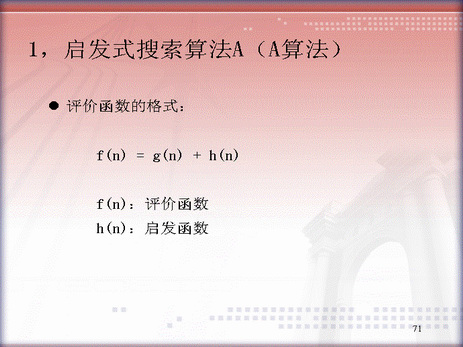 1，启发式搜索算法A（A算法）
● 评价函数的格式：
f(n) = g(n) + h(n)
f(n)：评价函数
h(n)：启发函数
71